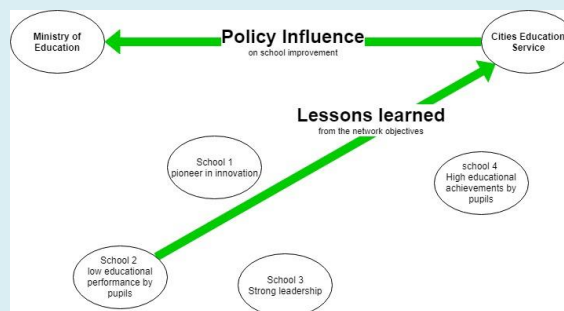 Ministry of
Education
Policy Influence
on school improvement
Cities Education
Service
Lessons learned
from the network objectives
School 1
pioneer in innovation
school 4
High educational
achievements by
pupils
School 2
low educational
performance by
pupils
School 3
Strong leadership